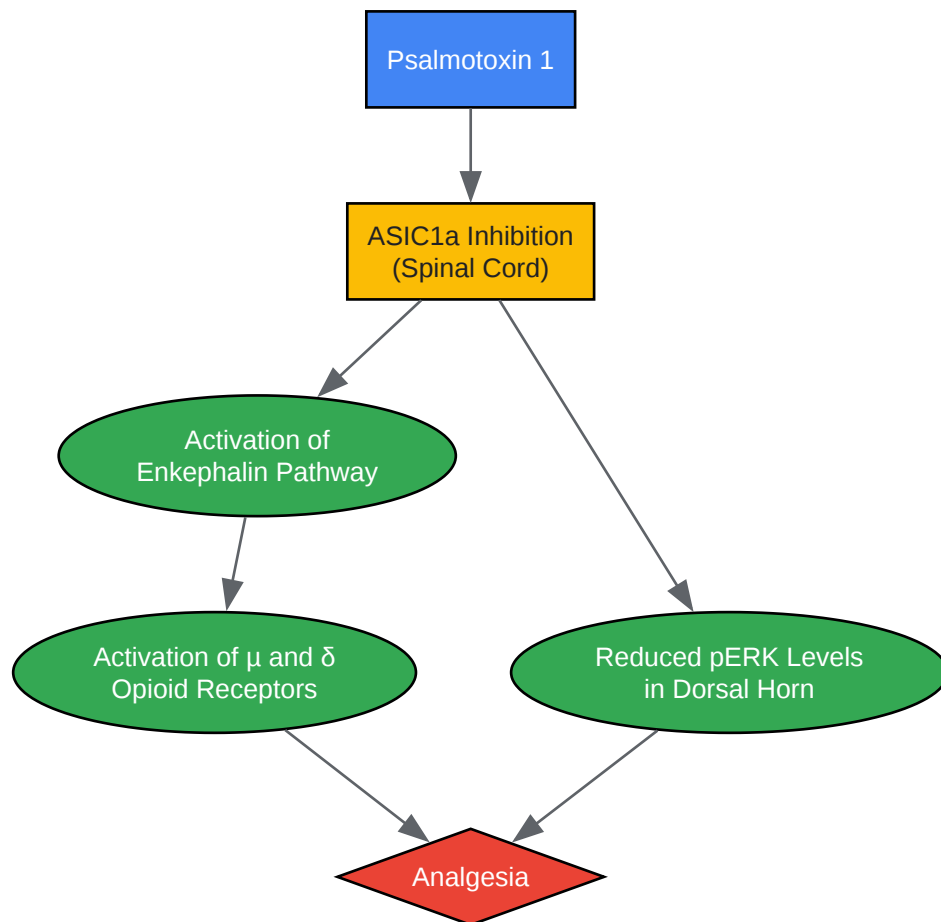 Psalmotoxin 1
ASIC1a Inhibition
(Spinal Cord)
Activation of
Enkephalin Pathway
Activation of μ and δ
Opioid Receptors
Reduced pERK Levels
in Dorsal Horn
Analgesia